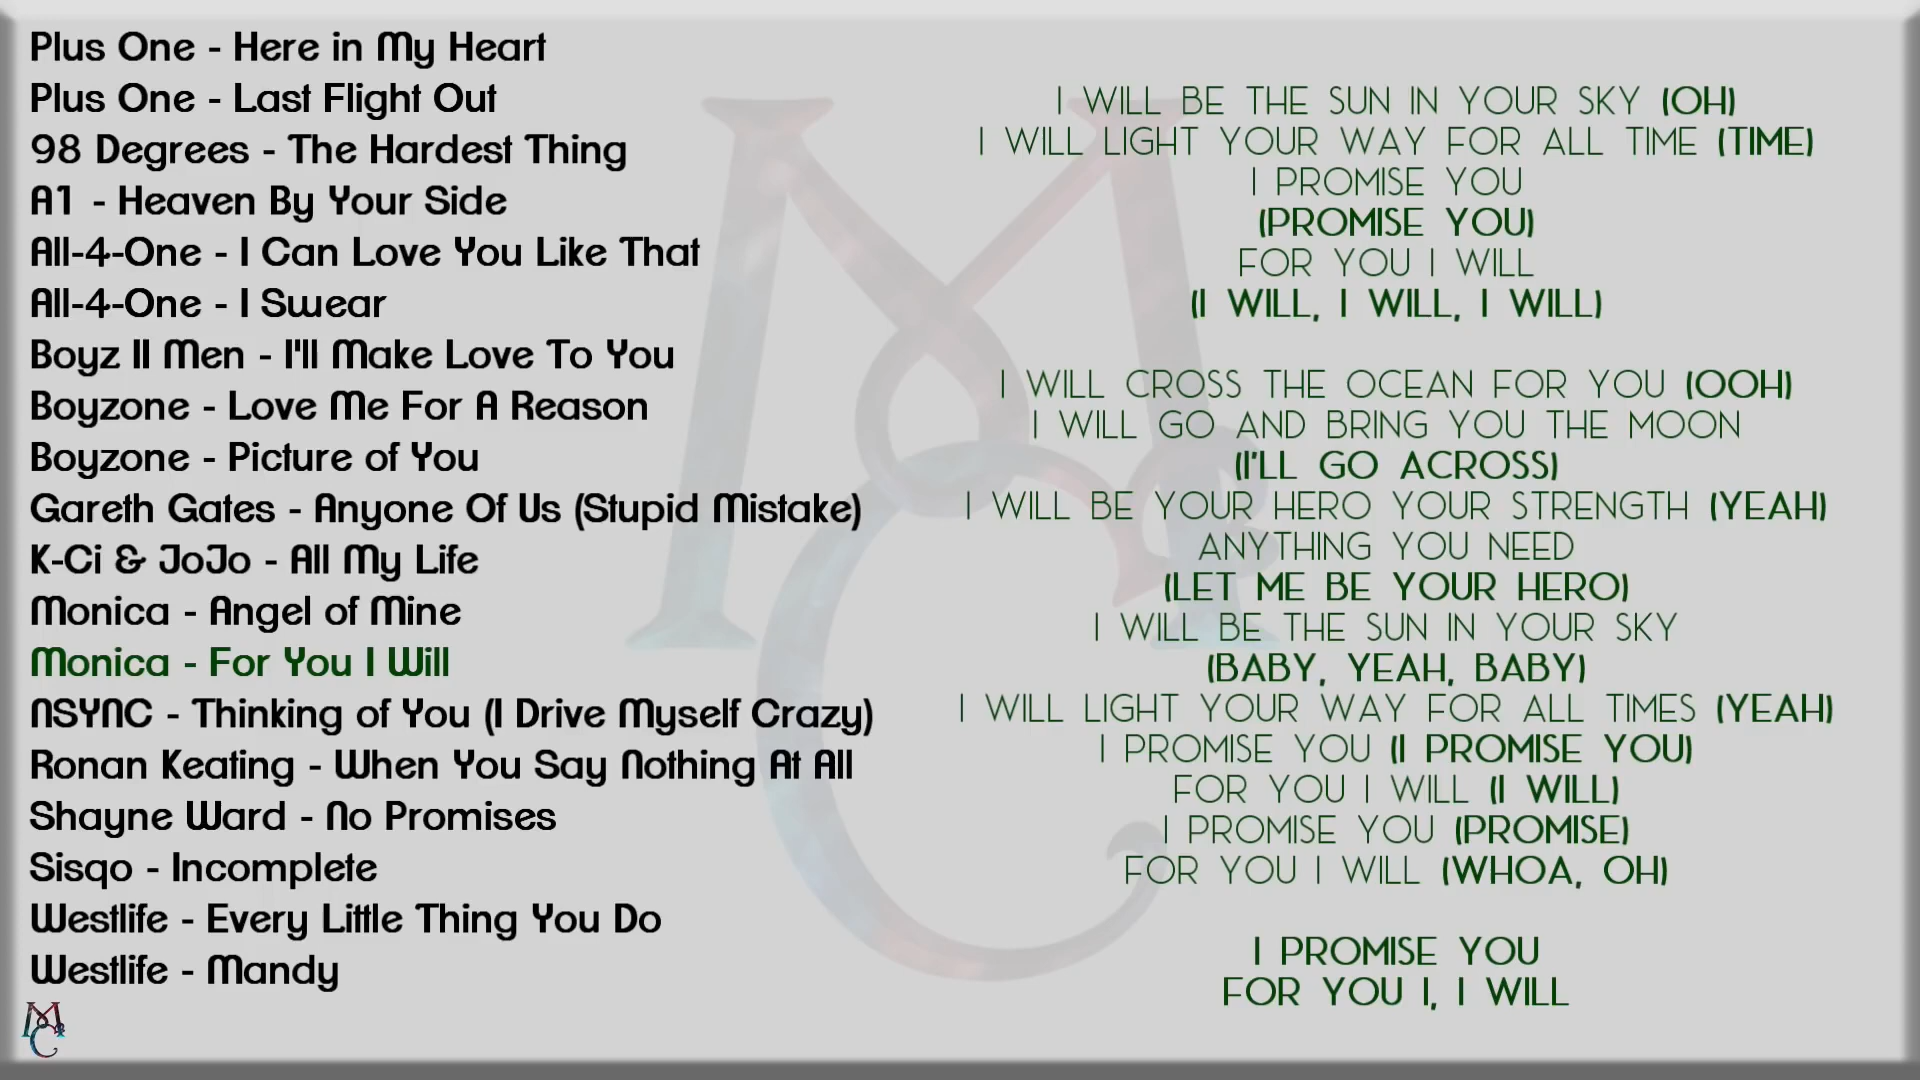 Plus One - Here in My Heart
Plus One - Last Flight Out
98 Degrees - The Hardest Thing
A1 - Heaven By Your Side
All-4-One - I Can Love You Like That
All-4-One - I Swear
Boyz II Men - I'll Make Love To You
Boyzone - Love Me For A Reason
Boyzone - Picture of You
Gareth Gates - Anyone Of Us (Stupid Mistake)
K-Ci & JoJo - All My Life
Monica - Angel of Mine
Monica - For You I Will
NSYNC - Thinking of You (I Drive Myself Crazy)
Ronan Keating - When You Say Nothing At All
Shayne Ward - No Promises
Sisqo - Incomplete
Westlife - Every Little Thing You Do
Westlife - Mandy
I WILL BE THE SUN IN YOUR SKY (OH)
I WILL LIGHT YOUR WAY FOR ALL TIME (TIME)
I PROMISE YOU
(PROMISE YOU)
FOR YOU I WILL
(I WILL, I WILL, I WILL)
I WILL CROSS THE OCEAN FOR YOU (OOH)
I WILL GO AND BRING YOU THE MOON
(I'LL GO ACROSS)
I WILL BE YOUR HERO YOUR STRENGTH (YEAH)
ANYTHING YOU NEED
(LET ME BE YOUR HERO)
I WILL BE THE SUN IN YOUR SKY
(BABY, YEAH, BABY)
I WILL LIGHT YOUR WAY FOR ALL TIMES (YEAH)
I PROMISE YOU (I PROMISE YOU)
FOR YOU I WILL (I WILL)
I PROMISE YOU (PROMISE)
FOR YOU I WILL (WHOA, OH)
I PROMISE YOU
FOR YOU I, I WILL